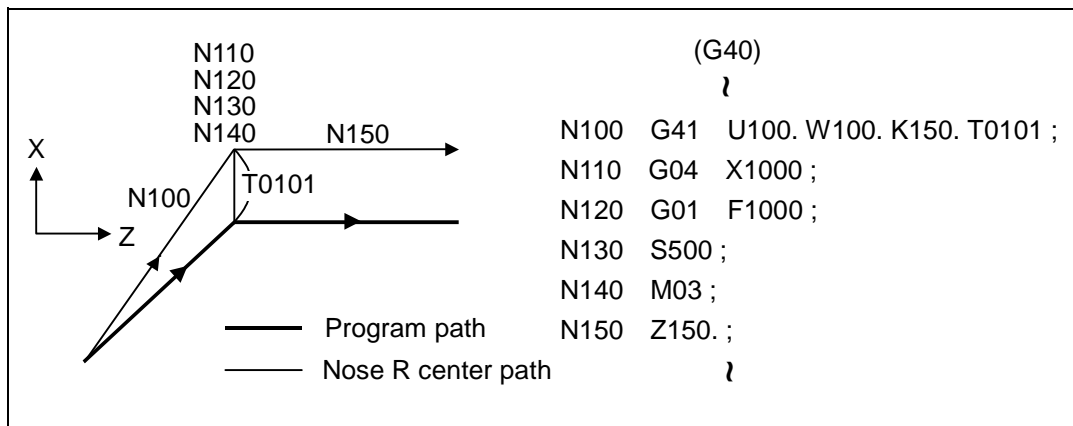 N110
N120
N130
N140
N150
X
N100
T0101
Z
Program path
Nose R center path
(G40)
~
N100 G41 U100. W100. K150. T0101 ;
N110 G04 X1000 ;
N120 G01 F1000 ;
N130 S500 ;
N140 M03 ;
N150 Z150. ;
~